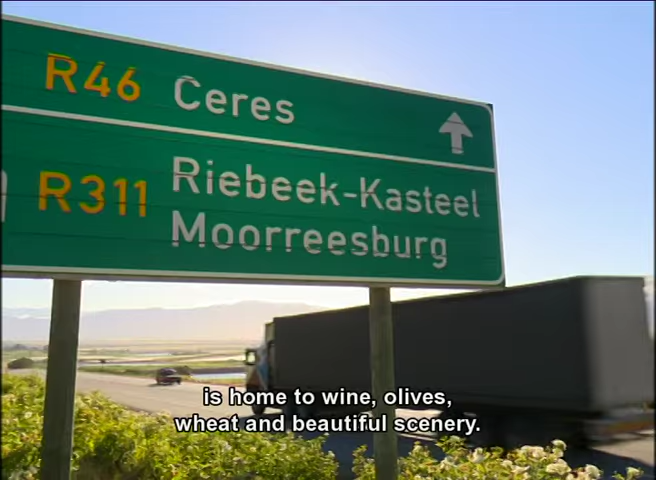 R46 Ceres
R311 Riebeek-Kasteel
Moorreesburg
is home to wine, olives,
wheat and beautiful scenery.